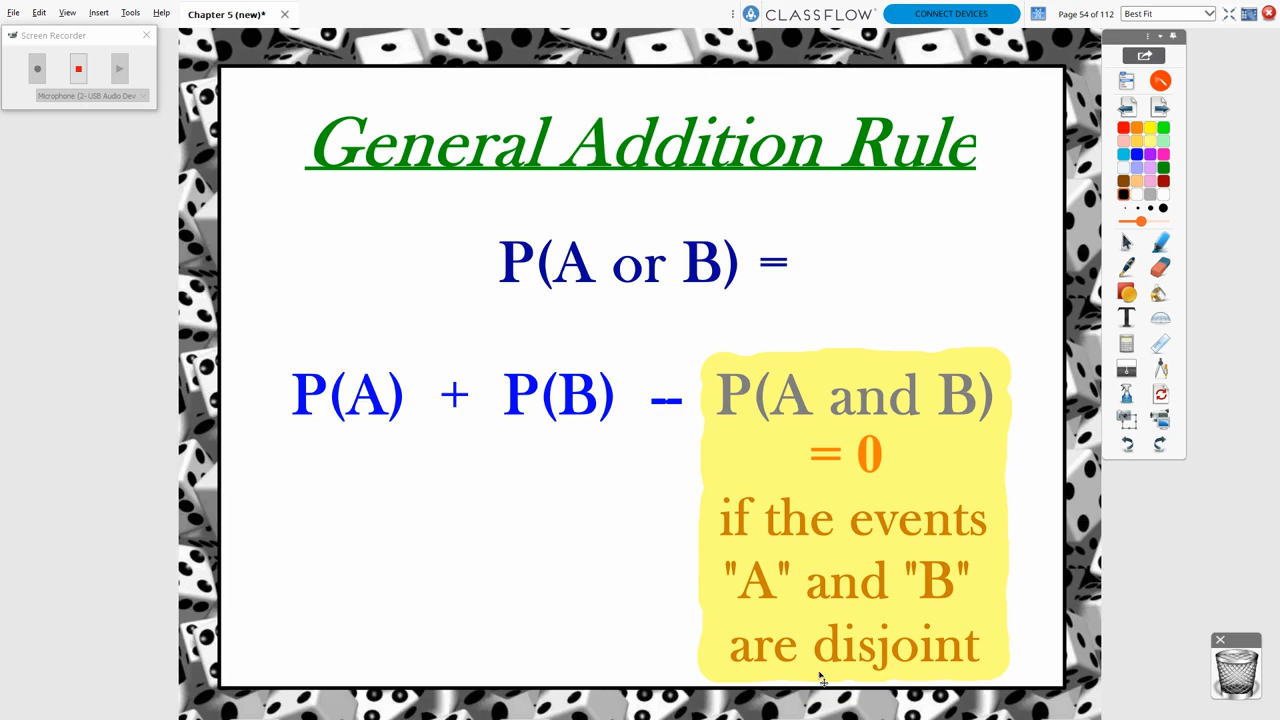 File Edit View Insert Tools Help
Chapter 5 (new)*
CLASSFLOW
CONNECT DEVICES
Page 54 of 112
Best Fit
Screen Recorder
Microphone (2- USB Audio Dev
General Addition Rule
P(A or B) =
P(A) + P(B) -- P(A and B)
= 0
if the events
"A" and "B"
are disjoint